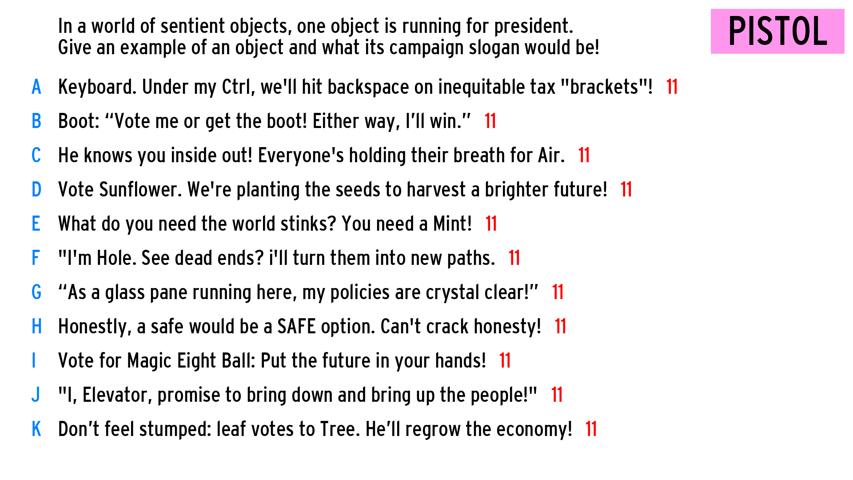 In a world of sentient objects, one object is running for president.
Give an example of an object and what its campaign slogan would be!
PISTOL
A Keyboard. Under my Ctrl, we'll hit backspace on inequitable tax "brackets"! 11
B Boot: “Vote me or get the boot! Either way, I’ll win.” 11
C He knows you inside out! Everyone's holding their breath for Air. 11
D Vote Sunflower. We're planting the seeds to harvest a brighter future! 11
E What do you need the world stinks? You need a Mint! 11
F "I'm Hole. See dead ends? i'll turn them into new paths. 11
G “As a glass pane running here, my policies are crystal clear!” 11
H Honestly, a safe would be a SAFE option. Can't crack honesty! 11
I Vote for Magic Eight Ball: Put the future in your hands! 11
J "I, Elevator, promise to bring down and bring up the people!" 11
K Don’t feel stumped: leaf votes to Tree. He’ll regrow the economy! 11